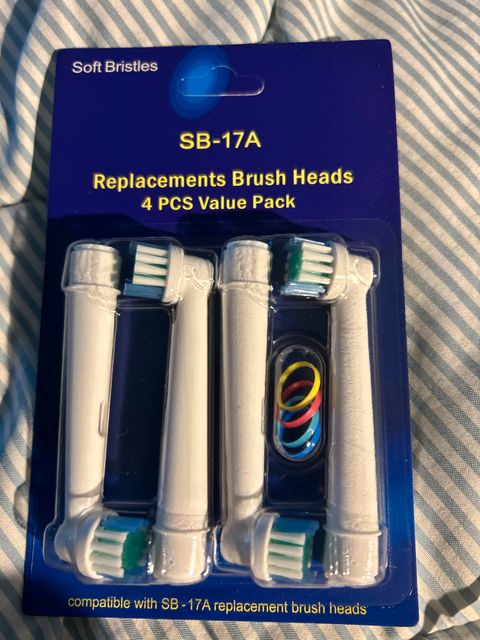 Soft Bristles
SB-17A
Replacements Brush Heads
4 PCS Value Pack
compatible with SB -17A replacement brush heads